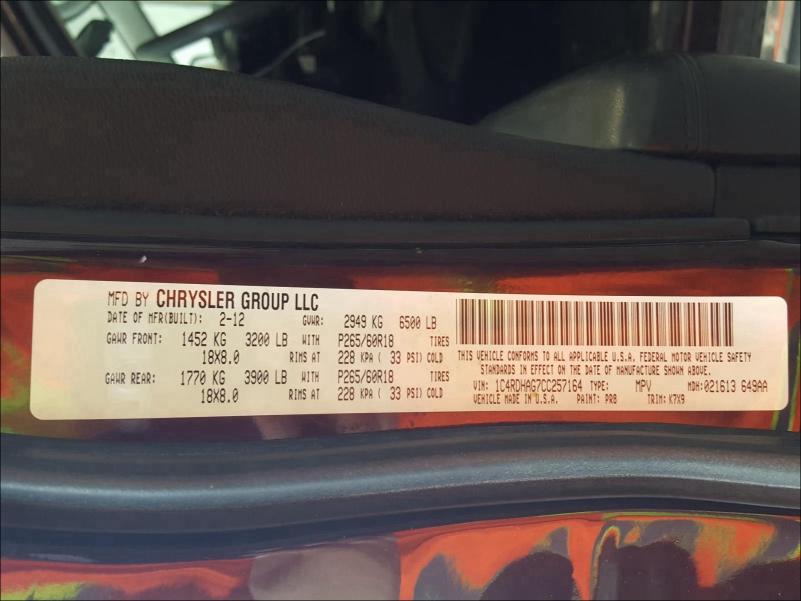 MFD BY CHRYSLER GROUP LLC
DATE OF MFR(BUILT): 2-12 GVWR: 2949 KG 6500 LB
GAWR FRONT: 1452 KG 3200 LB WITH P265/60R18 TIRES
18X8.0 RIMS AT 228 KPA ( 33 PSI) COLD
GAWR REAR: 1770 KG 3900 LB WITH P265/60R18 TIRES
18X8.0 RIMS AT 228 KPA ( 33 PSI) COLD
THIS VEHICLE CONFORMS TO ALL APPLICABLE U.S.A. FEDERAL MOTOR VEHICLE SAFETY
STANDARDS IN EFFECT ON THE DATE OF MANUFACTURE SHOWN ABOVE.
VIN: 1C4RDHAG7CC257164 TYPE: MPV MDH: 021613 649AA
VEHICLE MADE IN U.S.A. PAINT: PR8 TRIM: K7X9